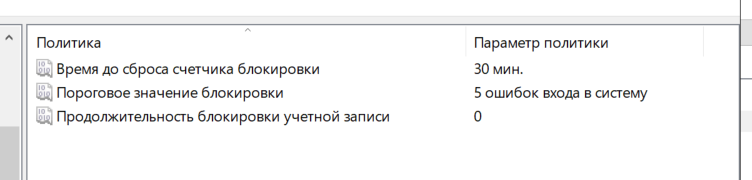 Политика Параметр политики
Время до сброса счетчика блокировки 30 мин.
Пороговое значение блокировки 5 ошибок входа в систему
Продолжительность блокировки учетной записи 0